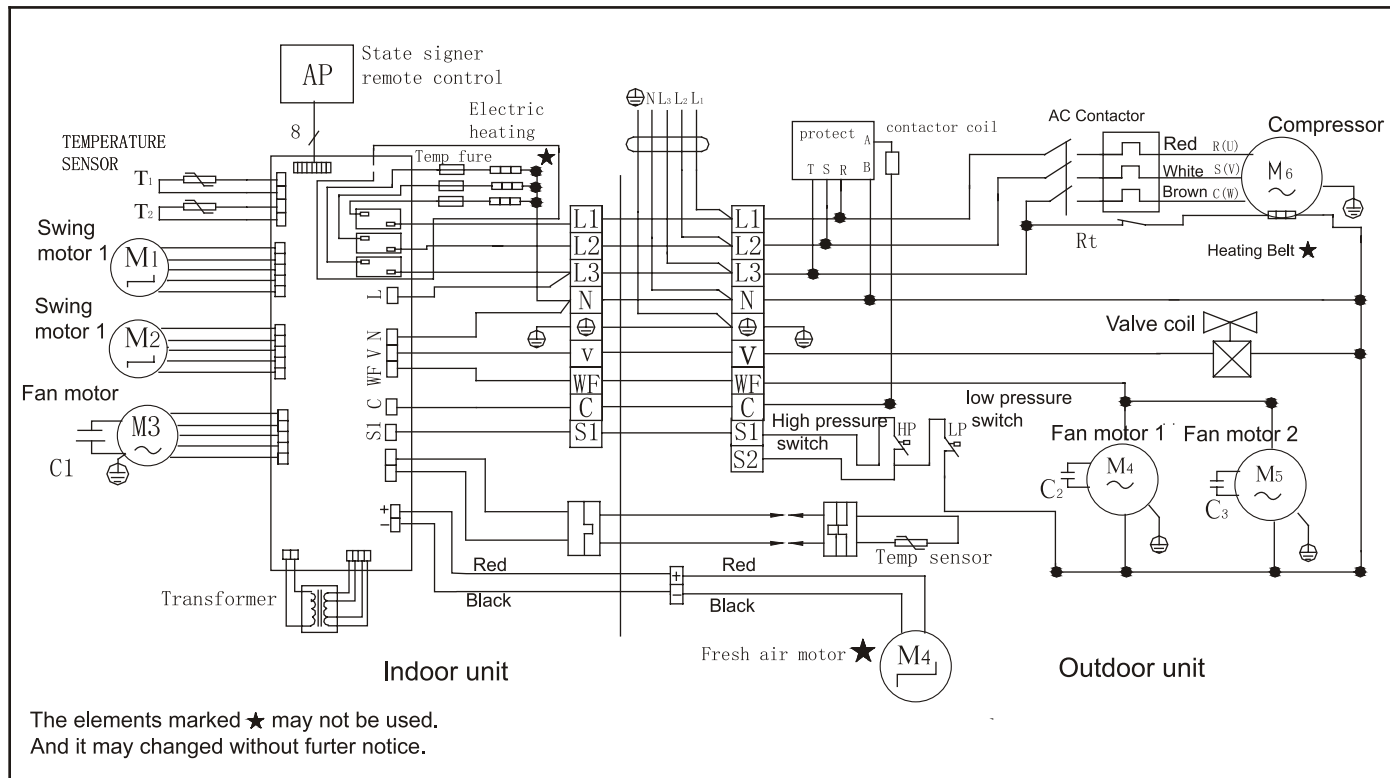 State signer
remote control
AP
8
Electric
heating
Temp fure
TEMPERATURE
SENSOR
T1
T2
Swing
motor 1
M1
Swing
motor 1
M2
Fan motor
M3
C1
L
N
V
WF
C
S1
+
−
Transformer
L1
L2
L3
N
v
WF
C
S1
N L3 L2 L1
L1
L2
L3
N
V
WF
C
S1
S2
protect
A
B
T S R
contactor coil
AC Contactor
Red
R(U)
White
S(V)
Brown
C(W)
Compressor
M6
Rt
Heating Belt ★
Valve coil
High pressure
switch
HP
low pressure
switch
LP
Fan motor 1
Fan motor 2
M4
C2
M5
C3
Temp sensor
Red
Black
+
−
Red
Black
Fresh air motor ★
M4
Indoor unit
Outdoor unit
The elements marked ★ may not be used.
And it may changed without furter notice.